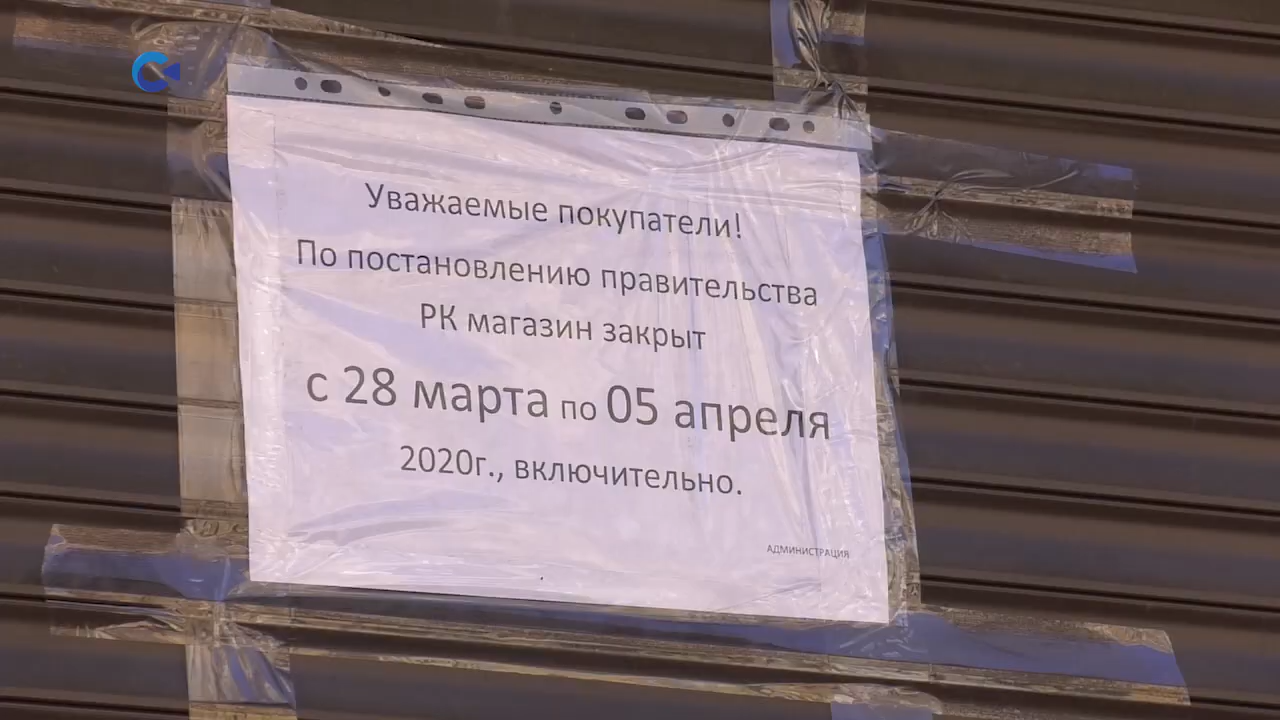 Уважаемые покупатели!
По постановлению правительства
РК магазин закрыт
с 28 марта по 05 апреля
2020г., включительно.
АДМИНИСТРАЦИЯ